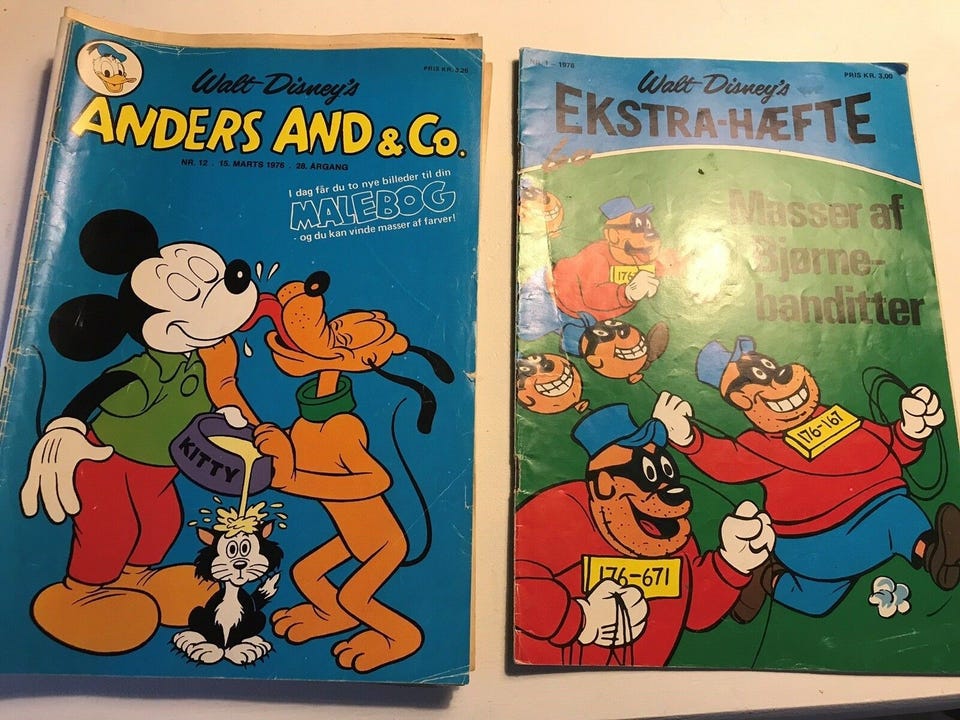 PRIS KR. 3,25
Walt Disney's
ANDERS AND & Co.
NR. 12 . 15. MARTS 1976 . 28. ÅRGANG
I dag får du to nye billeder til din
MALEBOG
- og du kan vinde masser af farver!
KITTY
NR. 1 - 1976
PRIS KR. 3,00
Walt Disney's
EKSTRA-HÆFTE
Masser af
Bjørne-
banditter
176-167
176-671